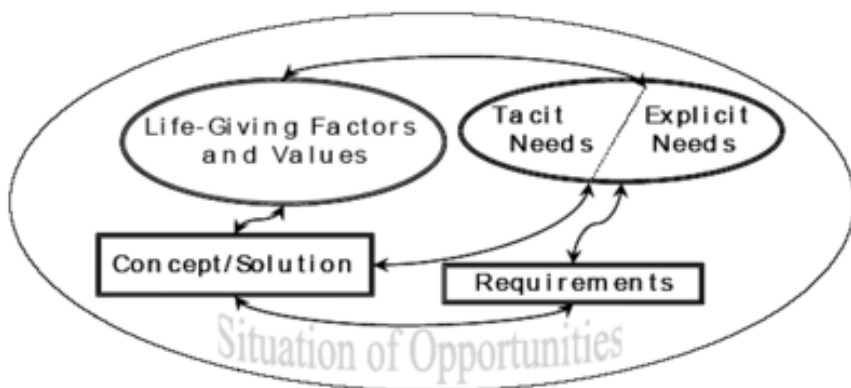 Life-Giving Factors
and Values
Tacit
Needs
Explicit
Needs
Concept/Solution
Requirements
Situation of Opportunities